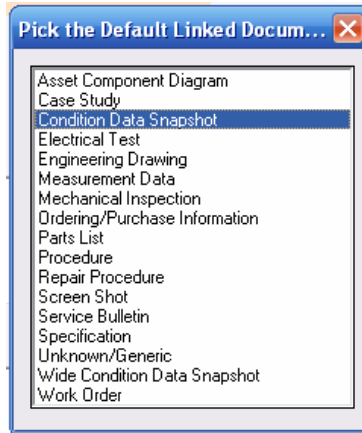 Pick the Default Linked Docum...
Asset Component Diagram
Case Study
Condition Data Snapshot
Electrical Test
Engineering Drawing
Measurement Data
Mechanical Inspection
Ordering/Purchase Information
Parts List
Procedure
Repair Procedure
Screen Shot
Service Bulletin
Specification
Unknown/Generic
Wide Condition Data Snapshot
Work Order